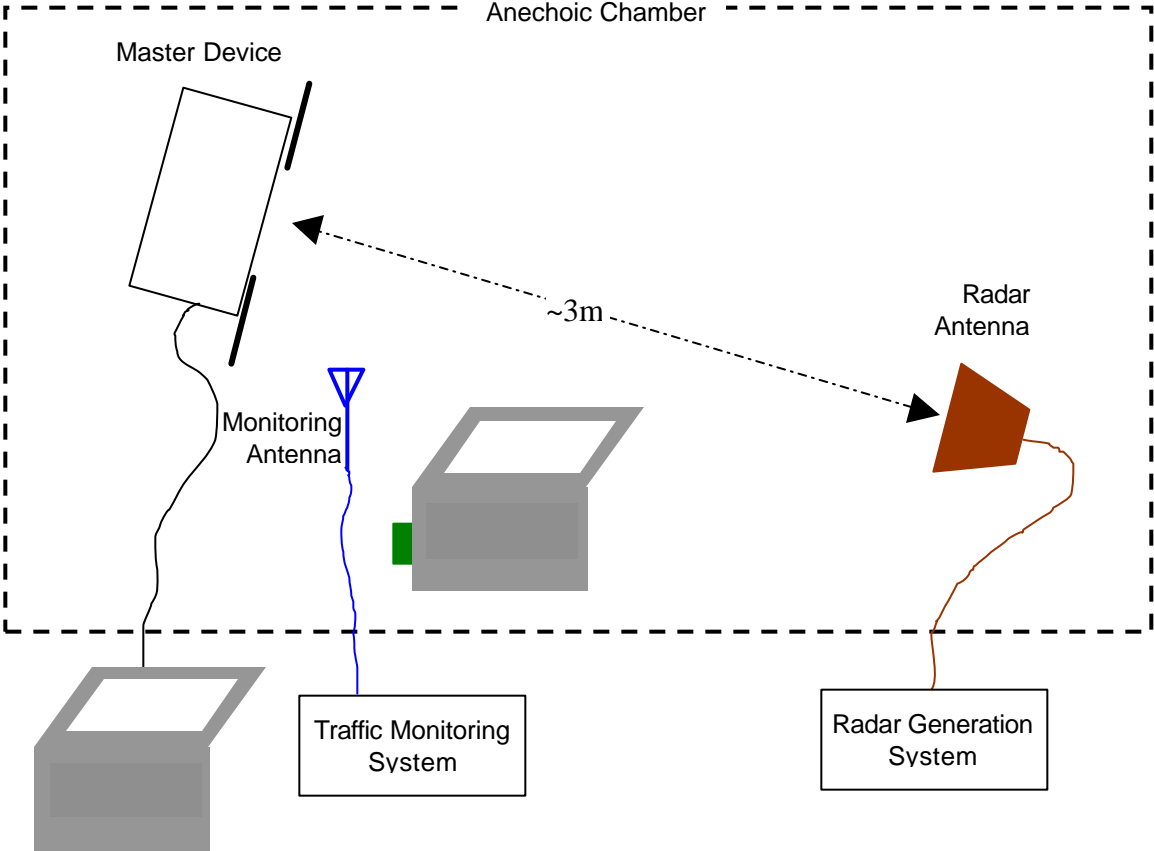 Anechoic Chamber
Master Device
~3m
Radar
Antenna
Monitoring
Antenna
Traffic Monitoring
System
Radar Generation
System